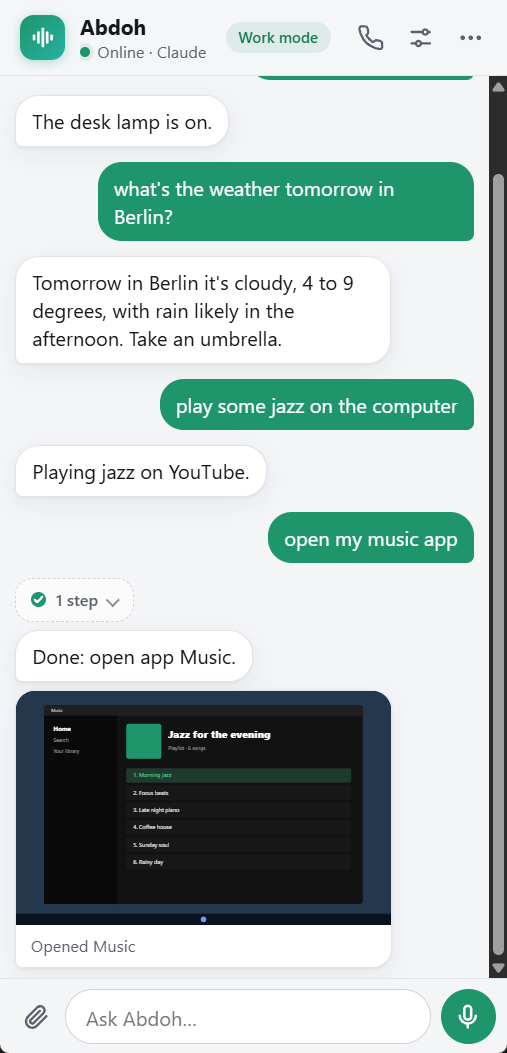 Abdoh
Online · Claude
Work mode
The desk lamp is on.
what's the weather tomorrow in
Berlin?
Tomorrow in Berlin it's cloudy, 4 to 9
degrees, with rain likely in the
afternoon. Take an umbrella.
play some jazz on the computer
Playing jazz on YouTube.
open my music app
1 step
Done: open app Music.
Music
Home
Search
Your library
Jazz for the evening
Playlist · 6 songs
1. Morning jazz
2. Focus beats
3. Late night piano
4. Coffee house
5. Sunday soul
6. Rainy day
Opened Music
Ask Abdoh...